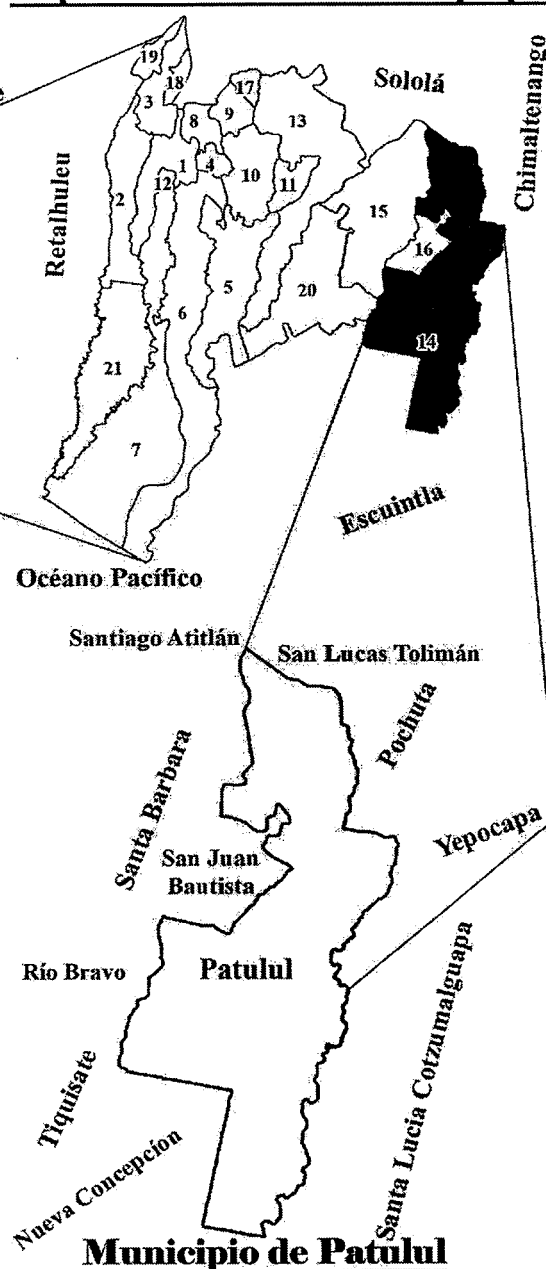 Sololá
Chimaltenango
Retalhuleu
19
18
3
17
9
8
13
1
4
10
11
12
2
15
16
5
20
6
14
21
7
Escuintla
Océano Pacífico
Santiago Atitlán
San Lucas Tolimán
Pochuta
Santa Barbara
Yepocapa
San Juan
Bautista
Río Bravo
Patulul
Santa Lucia Cotzumalguapa
Tiquisate
Nueva Concepcíon
Municipio de Patulul